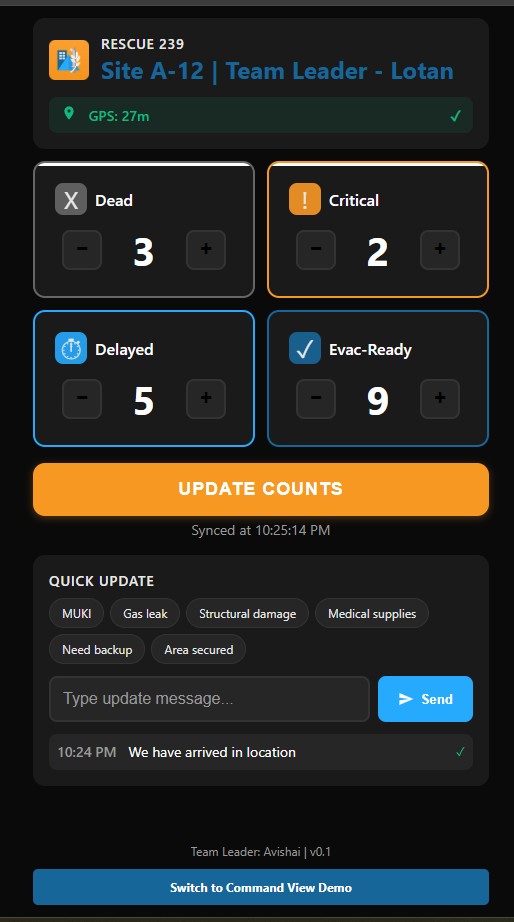 RESCUE 239
Site A-12 | Team Leader - Lotan
GPS: 27m ✓
X Dead
! Critical
− 3 +
− 2 +
Delayed
✓ Evac-Ready
− 5 +
− 9 +
UPDATE COUNTS
Synced at 10:25:14 PM
QUICK UPDATE
MUKI Gas leak Structural damage Medical supplies
Need backup Area secured
Type update message... Send
10:24 PM We have arrived in location ✓
Team Leader: Avishai | v0.1
Switch to Command View Demo